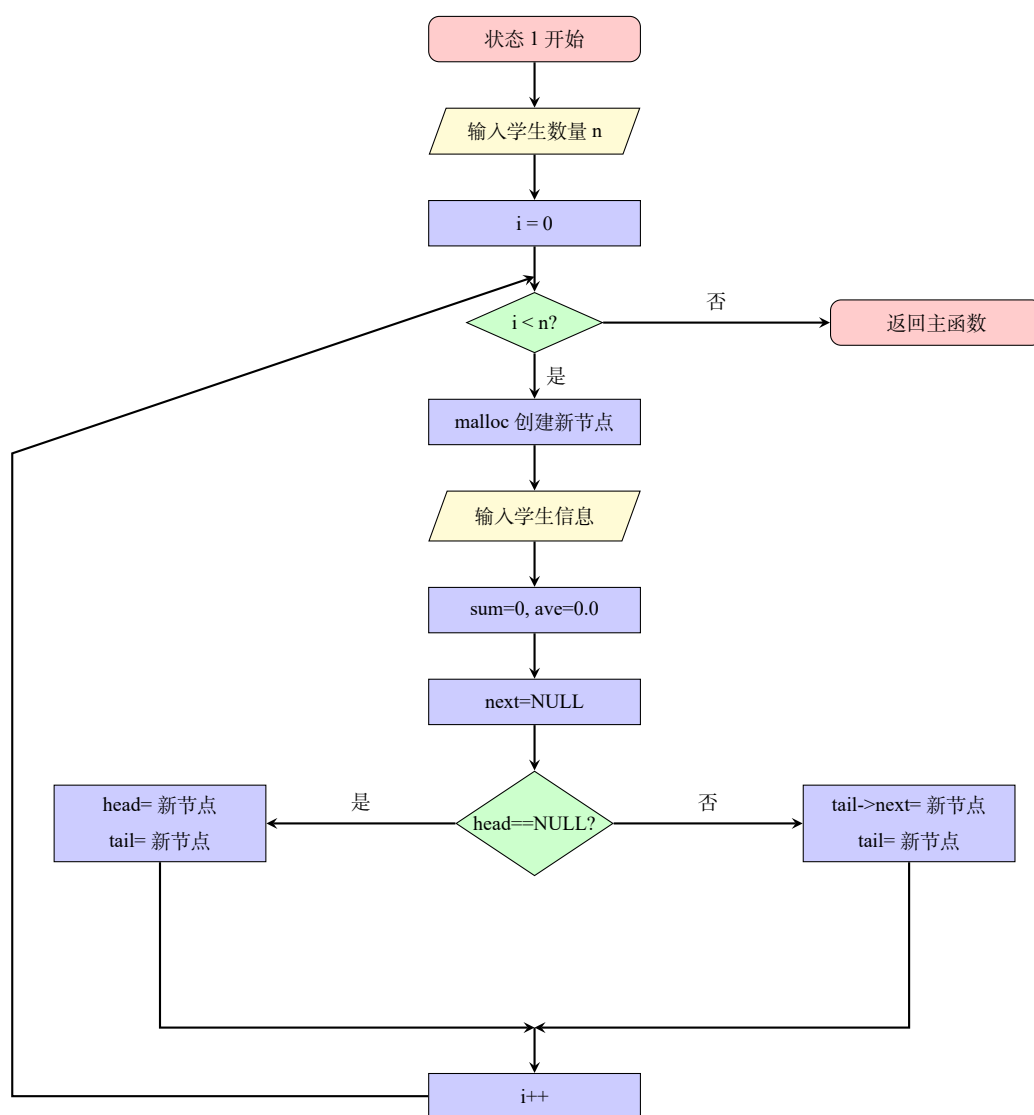 状态 1 开始
输入学生数量 n
i = 0
i < n?
否
返回主函数
是
malloc 创建新节点
输入学生信息
sum=0, ave=0.0
next=NULL
head==NULL?
是
head= 新节点
tail= 新节点
否
tail->next= 新节点
tail= 新节点
i++